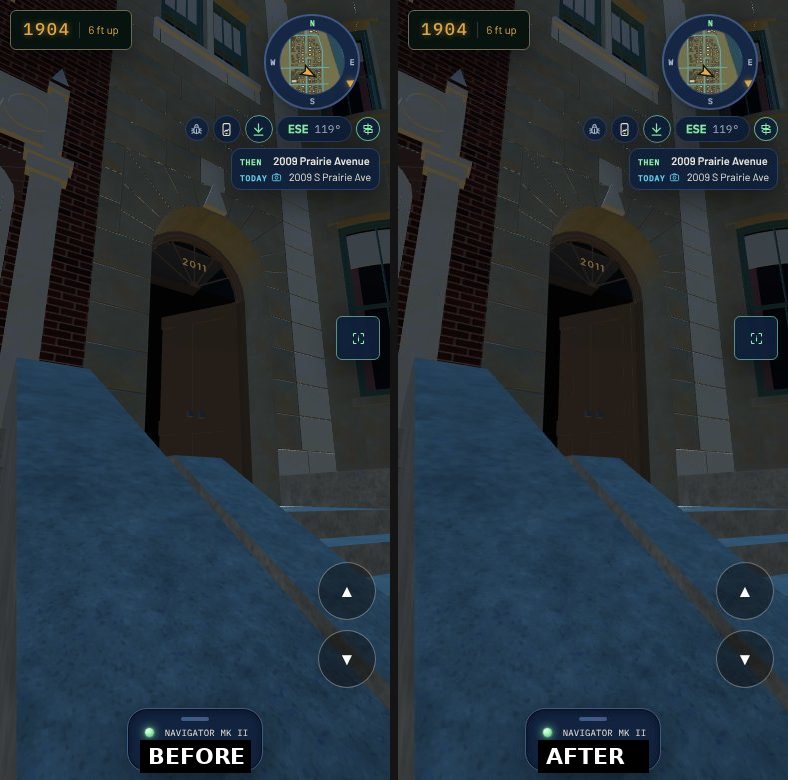 1904 6 ft up
N
W E
S
ESE 119°
THEN 2009 Prairie Avenue
TODAY 2009 S Prairie Ave
2011
NAVIGATOR MK II
BEFORE
1904 6 ft up
N
W E
S
ESE 119°
THEN 2009 Prairie Avenue
TODAY 2009 S Prairie Ave
2011
NAVIGATOR MK II
AFTER